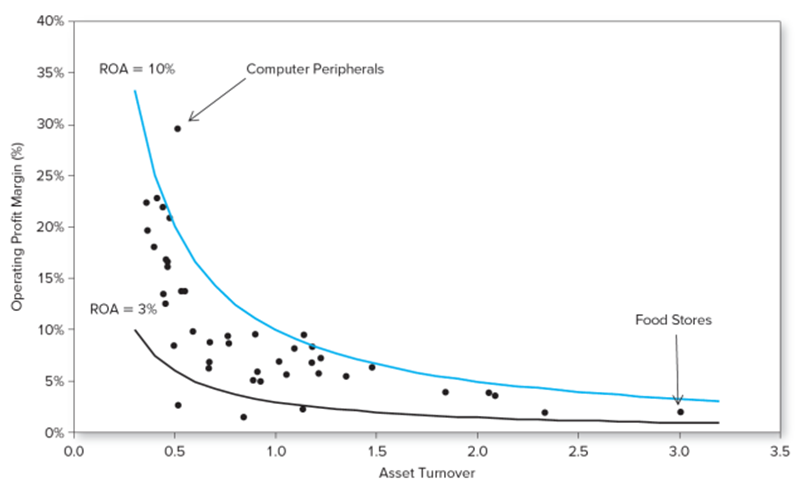 40%
35%
30%
25%
20%
15%
10%
5%
0%
Operating Profit Margin (%)
ROA = 10%
Computer Peripherals
ROA = 3%
Food Stores
0.0 0.5 1.0 1.5 2.0 2.5 3.0 3.5
Asset Turnover